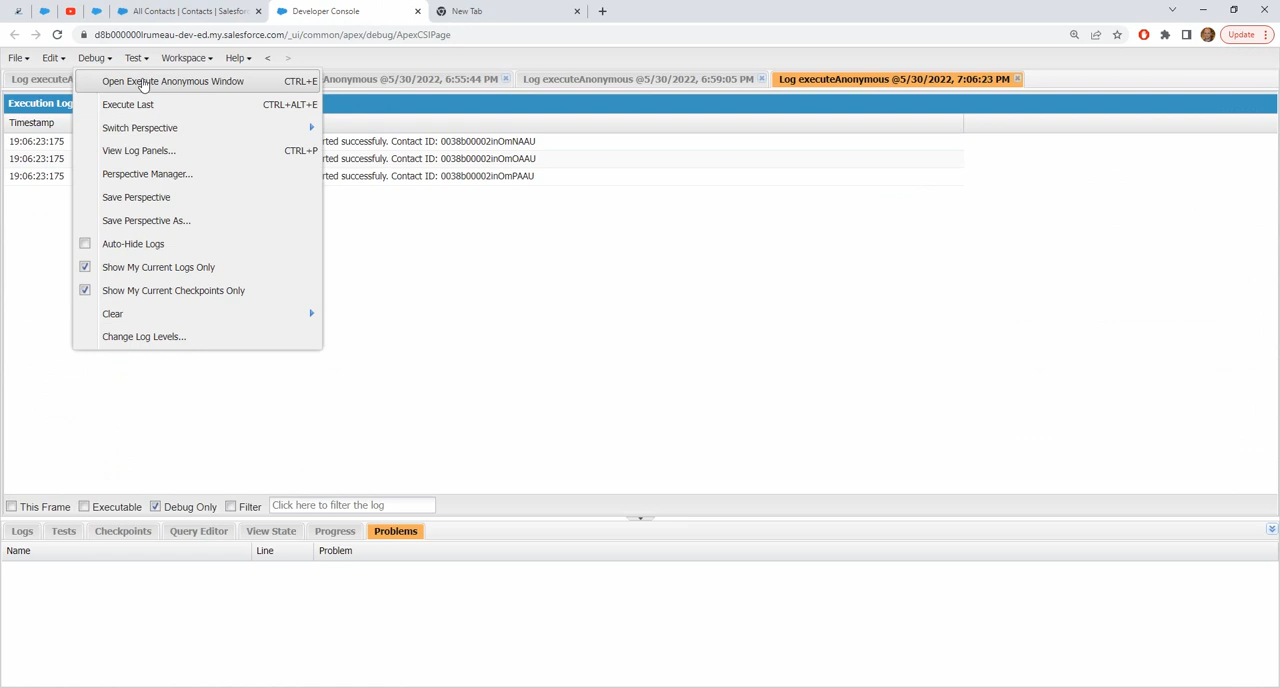 All Contacts | Contacts | Salesforc
Developer Console
New Tab
d8b000000lrumeau-dev-ed.my.salesforce.com/_ui/common/apex/debug/ApexCSIPage
Update
File Edit Debug Test Workspace Help < >
Log executeA
Anonymous @5/30/2022, 6:55:44 PM
Log executeAnonymous @5/30/2022, 6:59:05 PM
Log executeAnonymous @5/30/2022, 7:06:23 PM
Open Execute Anonymous Window CTRL+E
Execute Last CTRL+ALT+E
Switch Perspective
View Log Panels... CTRL+P
Perspective Manager...
Save Perspective
Save Perspective As...
Auto-Hide Logs
Show My Current Logs Only
Show My Current Checkpoints Only
Clear
Change Log Levels...
Execution Log
Timestamp
19:06:23:175 rted successfuly. Contact ID: 0038b00002inOmNAAU
19:06:23:175 rted successfuly. Contact ID: 0038b00002inOmOAAU
19:06:23:175 rted successfuly. Contact ID: 0038b00002inOmPAAU
This Frame Executable Debug Only Filter Click here to filter the log
Logs Tests Checkpoints Query Editor View State Progress Problems
Name Line Problem